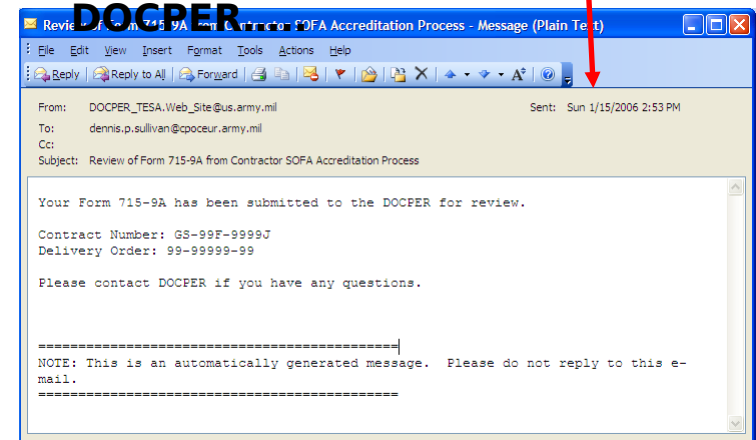 DOCPER.....
Review of Form 715-9A from Contractor SOFA Accreditation Process - Message (Plain Text)
File Edit View Insert Format Tools Actions Help
Reply Reply to All Forward
From: DOCPER_TESA.Web_Site@us.army.mil Sent: Sun 1/15/2006 2:53 PM
To: dennis.p.sullivan@cpoceur.army.mil
Cc:
Subject: Review of Form 715-9A from Contractor SOFA Accreditation Process
Your Form 715-9A has been submitted to the DOCPER for review.
Contract Number: GS-99F-9999J
Delivery Order: 99-99999-99
Please contact DOCPER if you have any questions.
=============================================
NOTE: This is an automatically generated message.  Please do not reply to this e-
mail.
=============================================